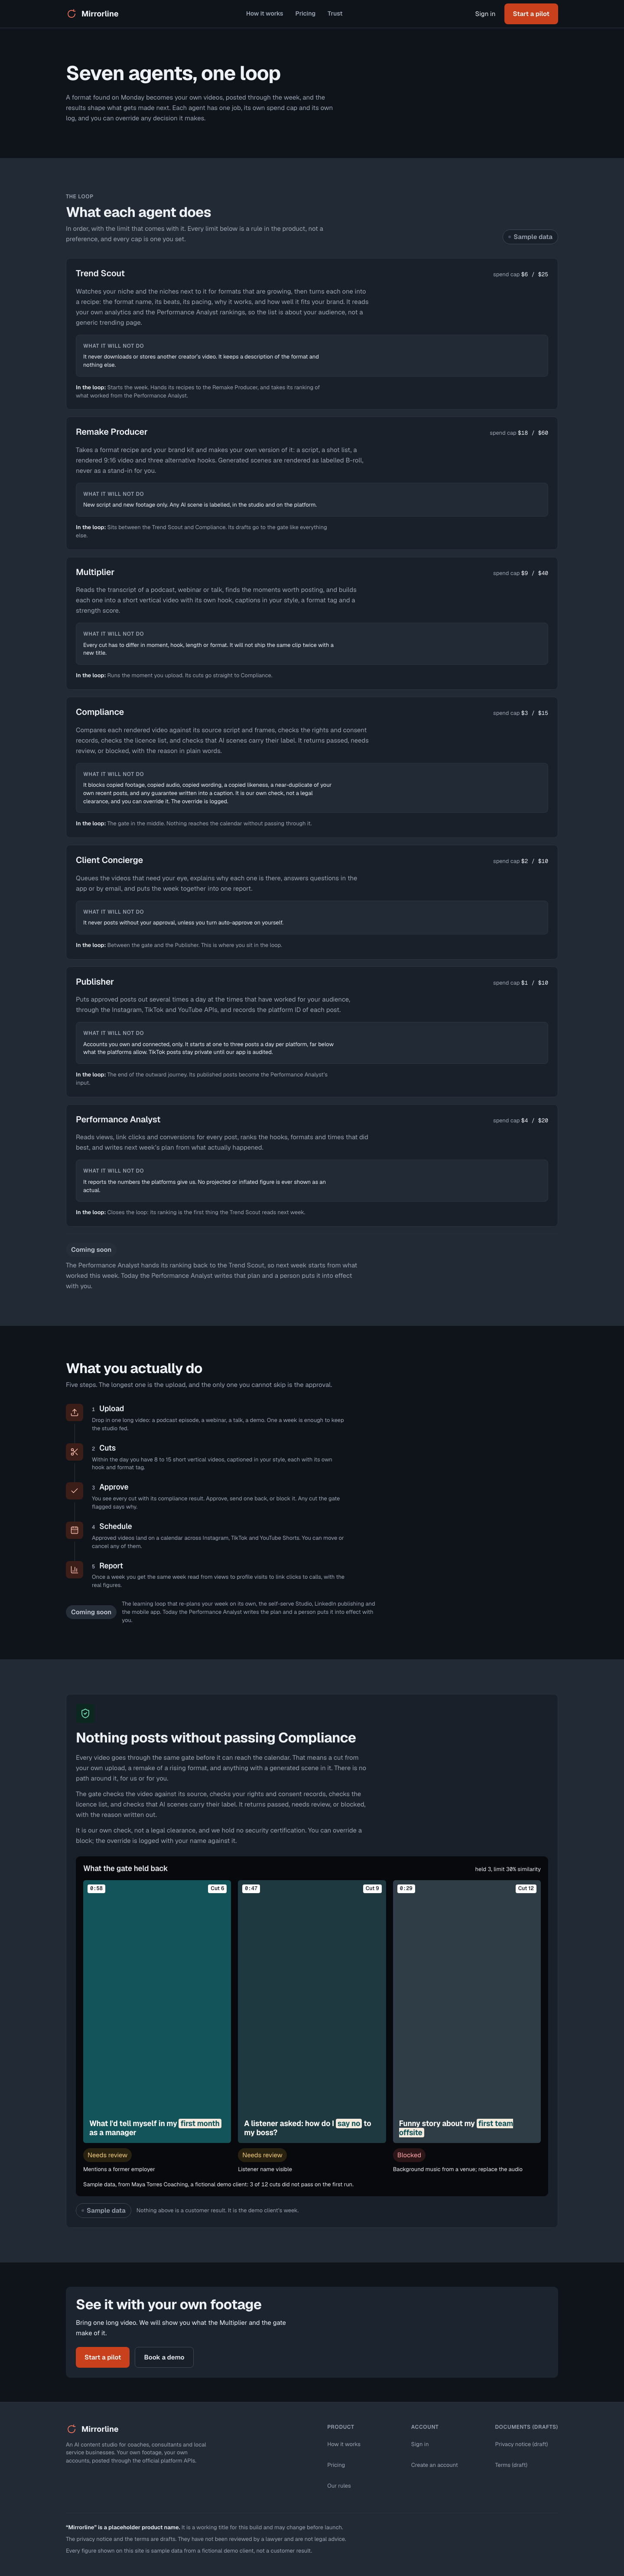 Mirrorline
How it works
Pricing
Trust
Sign in
Start a pilot
Seven agents, one loop
A format found on Monday becomes your own videos, posted through the week, and the
results shape what gets made next. Each agent has one job, its own spend cap and its own
log, and you can override any decision it makes.
THE LOOP
What each agent does
In order, with the limit that comes with it. Every limit below is a rule in the product, not a
preference, and every cap is one you set.
Sample data
Trend Scout
spend cap $6 / $25
Watches your niche and the niches next to it for formats that are growing, then turns each one into
a recipe: the format name, its beats, its pacing, why it works, and how well it fits your brand. It reads
your own analytics and the Performance Analyst rankings, so the list is about your audience, not a
generic trending page.
WHAT IT WILL NOT DO
It never downloads or stores another creator's video. It keeps a description of the format and
nothing else.
In the loop: Starts the week. Hands its recipes to the Remake Producer, and takes its ranking of
what worked from the Performance Analyst.
Remake Producer
spend cap $18 / $60
Takes a format recipe and your brand kit and makes your own version of it: a script, a shot list, a
rendered 9:16 video and three alternative hooks. Generated scenes are rendered as labelled B-roll,
never as a stand-in for you.
WHAT IT WILL NOT DO
New script and new footage only. Any AI scene is labelled, in the studio and on the platform.
In the loop: Sits between the Trend Scout and Compliance. Its drafts go to the gate like everything
else.
Multiplier
spend cap $9 / $40
Reads the transcript of a podcast, webinar or talk, finds the moments worth posting, and builds
each one into a short vertical video with its own hook, captions in your style, a format tag and a
strength score.
WHAT IT WILL NOT DO
Every cut has to differ in moment, hook, length or format. It will not ship the same clip twice with a
new title.
In the loop: Runs the moment you upload. Its cuts go straight to Compliance.
Compliance
spend cap $3 / $15
Compares each rendered video against its source script and frames, checks the rights and consent
records, checks the licence list, and checks that AI scenes carry their label. It returns passed, needs
review, or blocked, with the reason in plain words.
WHAT IT WILL NOT DO
It blocks copied footage, copied audio, copied wording, a copied likeness, a near-duplicate of your
own recent posts, and any guarantee written into a caption. It is our own check, not a legal
clearance, and you can override it. The override is logged.
In the loop: The gate in the middle. Nothing reaches the calendar without passing through it.
Client Concierge
spend cap $2 / $10
Queues the videos that need your eye, explains why each one is there, answers questions in the
app or by email, and puts the week together into one report.
WHAT IT WILL NOT DO
It never posts without your approval, unless you turn auto-approve on yourself.
In the loop: Between the gate and the Publisher. This is where you sit in the loop.
Publisher
spend cap $1 / $10
Puts approved posts out several times a day at the times that have worked for your audience,
through the Instagram, TikTok and YouTube APIs, and records the platform ID of each post.
WHAT IT WILL NOT DO
Accounts you own and connected, only. It starts at one to three posts a day per platform, far below
what the platforms allow. TikTok posts stay private until our app is audited.
In the loop: The end of the outward journey. Its published posts become the Performance Analyst's
input.
Performance Analyst
spend cap $4 / $20
Reads views, link clicks and conversions for every post, ranks the hooks, formats and times that did
best, and writes next week's plan from what actually happened.
WHAT IT WILL NOT DO
It reports the numbers the platforms give us. No projected or inflated figure is ever shown as an
actual.
In the loop: Closes the loop: its ranking is the first thing the Trend Scout reads next week.
Coming soon
The Performance Analyst hands its ranking back to the Trend Scout, so next week starts from what
worked this week. Today the Performance Analyst writes that plan and a person puts it into effect
with you.
What you actually do
Five steps. The longest one is the upload, and the only one you cannot skip is the approval.
1 Upload
Drop in one long video: a podcast episode, a webinar, a talk, a demo. One a week is enough to keep
the studio fed.
2 Cuts
Within the day you have 8 to 15 short vertical videos, captioned in your style, each with its own
hook and format tag.
3 Approve
You see every cut with its compliance result. Approve, send one back, or block it. Any cut the gate
flagged says why.
4 Schedule
Approved videos land on a calendar across Instagram, TikTok and YouTube Shorts. You can move or
cancel any of them.
5 Report
Once a week you get the same week read from views to profile visits to link clicks to calls, with the
real figures.
Coming soon
The learning loop that re-plans your week on its own, the self-serve Studio, LinkedIn publishing and
the mobile app. Today the Performance Analyst writes the plan and a person puts it into effect with
you.
Nothing posts without passing Compliance
Every video goes through the same gate before it can reach the calendar. That means a cut from
your own upload, a remake of a rising format, and anything with a generated scene in it. There is no
path around it, for us or for you.
The gate checks the video against its source, checks your rights and consent records, checks the
licence list, and checks that AI scenes carry their label. It returns passed, needs review, or blocked,
with the reason written out.
It is our own check, not a legal clearance, and we hold no security certification. You can override a
block; the override is logged with your name against it.
What the gate held back
held 3, limit 30% similarity
0:58
Cut 6
What I'd tell myself in my first month
as a manager
Needs review
Mentions a former employer
0:47
Cut 9
A listener asked: how do I say no to
my boss?
Needs review
Listener name visible
0:29
Cut 12
Funny story about my first team
offsite
Blocked
Background music from a venue; replace the audio
Sample data, from Maya Torres Coaching, a fictional demo client: 3 of 12 cuts did not pass on the first run.
Sample data
Nothing above is a customer result. It is the demo client's week.
See it with your own footage
Bring one long video. We will show you what the Multiplier and the gate
make of it.
Start a pilot
Book a demo
Mirrorline
An AI content studio for coaches, consultants and local
service businesses. Your own footage, your own
accounts, posted through the official platform APIs.
PRODUCT
How it works
Pricing
Our rules
ACCOUNT
Sign in
Create an account
DOCUMENTS (DRAFTS)
Privacy notice (draft)
Terms (draft)
"Mirrorline" is placeholder product name. It is a working title for this build and may change before launch.
The privacy notice and the terms are drafts. They have not been reviewed by a lawyer and are not legal advice.
Every figure shown on this site is sample data from a fictional demo client, not a customer result.